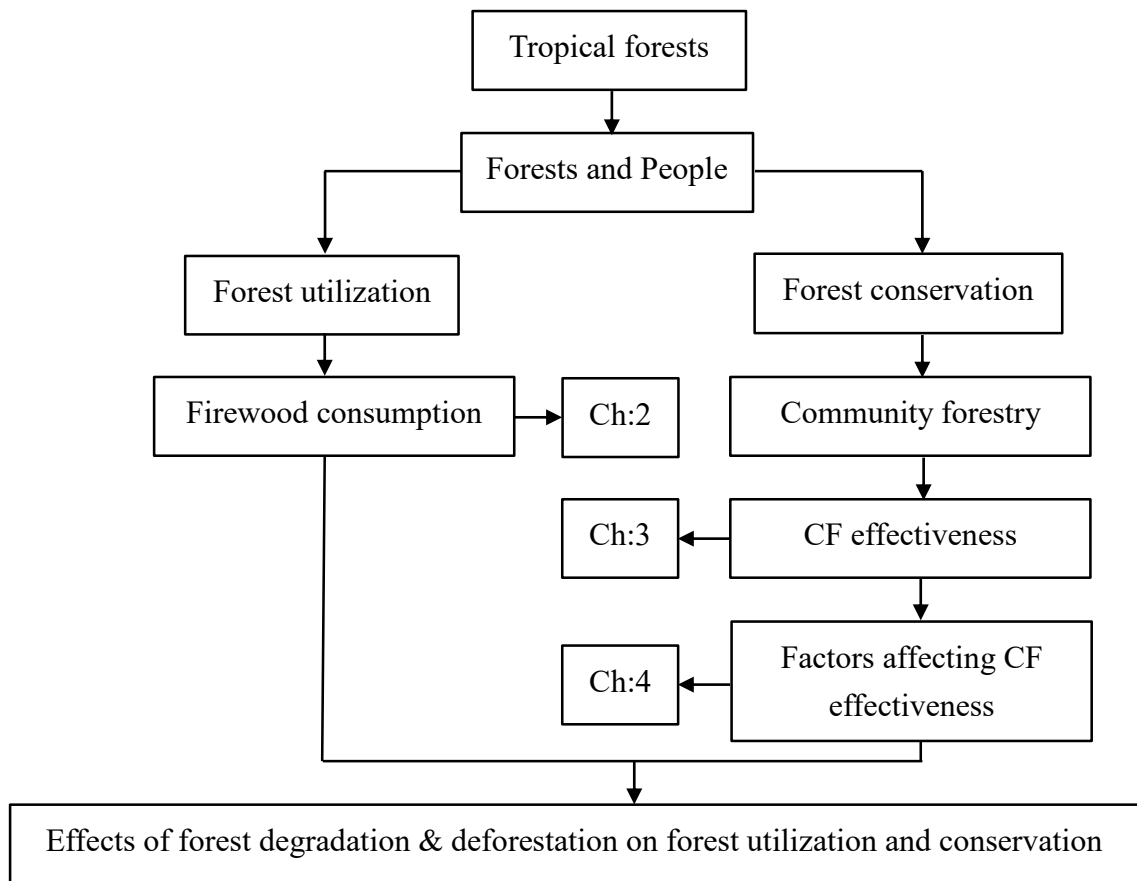 Tropical forests
Forests and People
Forest utilization
Forest conservation
Firewood consumption
Ch:2
Community forestry
Ch:3
CF effectiveness
Ch:4
Factors affecting CF
effectiveness
Effects of forest degradation & deforestation on forest utilization and conservation